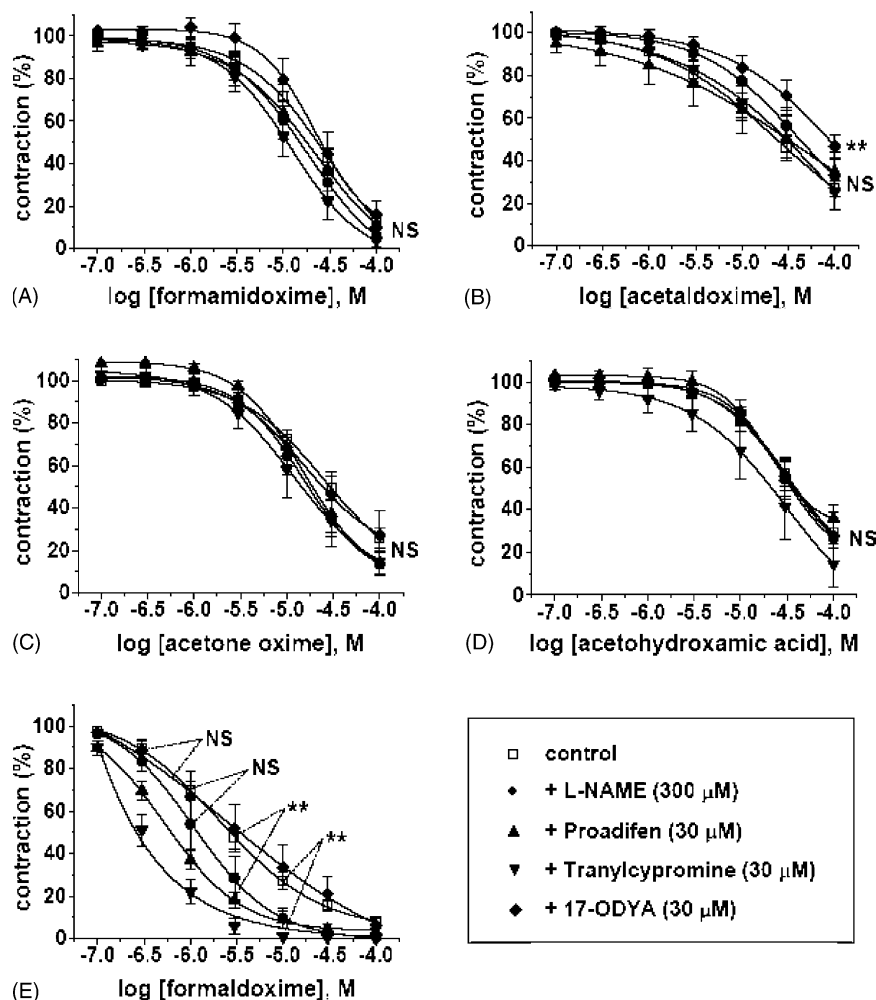 100
80
60
40
20
0
contraction (%)
NS
-7.0 -6.5 -6.0 -5.5 -5.0 -4.5 -4.0
(A) log [formamidoxime], M
100
80
60
40
20
0
contraction (%)
**
NS
-7.0 -6.5 -6.0 -5.5 -5.0 -4.5 -4.0
(B) log [acetaldoxime], M
100
80
60
40
20
0
contraction (%)
NS
-7.0 -6.5 -6.0 -5.5 -5.0 -4.5 -4.0
(C) log [acetone oxime], M
100
80
60
40
20
0
contraction (%)
NS
-7.0 -6.5 -6.0 -5.5 -5.0 -4.5 -4.0
(D) log [acetohydroxamic acid], M
100
80
60
40
20
0
contraction (%)
NS
NS
**
**
-7.0 -6.5 -6.0 -5.5 -5.0 -4.5 -4.0
(E) log [formaldoxime], M
control
+ L-NAME (300 μM)
+ Proadifen (30 μM)
+ Tranylcypromine (30 μM)
+ 17-ODYA (30 μM)